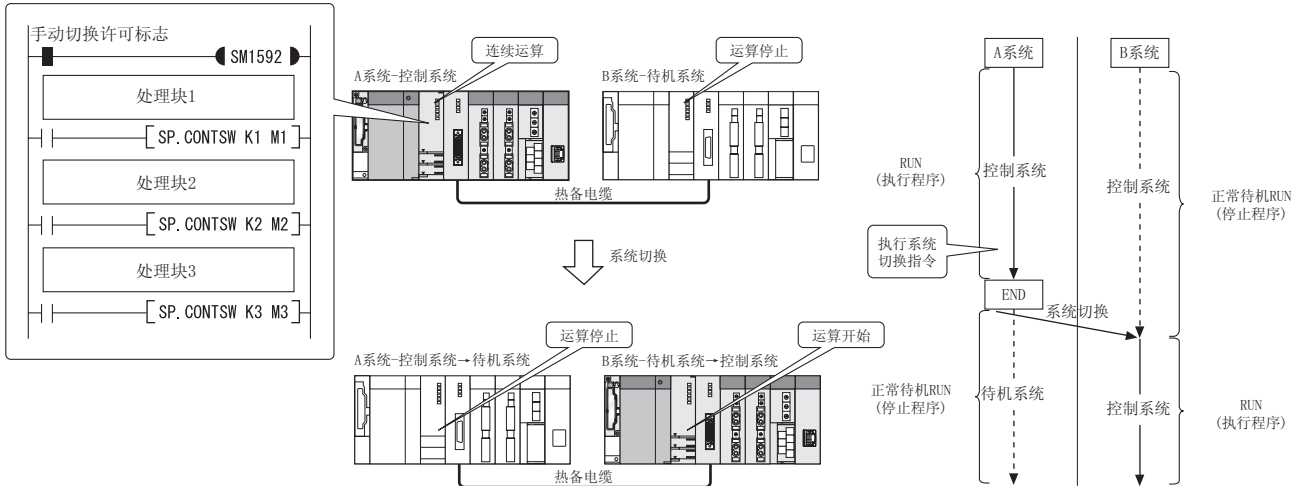 手动切换许可标志
SM1592
处理块1
SP.CONTSW K1 M1
处理块2
SP.CONTSW K2 M2
处理块3
SP.CONTSW K3 M3
连续运算
运算停止
A系统-控制系统
B系统-待机系统
热备电缆
系统切换
运算停止
运算开始
A系统-控制系统→待机系统
B系统-待机系统→控制系统
热备电缆
A系统
B系统
RUN
(执行程序)
控制系统
控制系统
正常待机RUN
(停止程序)
执行系统
切换指令
END
系统切换
正常待机RUN
(停止程序)
待机系统
控制系统
RUN
(执行程序)